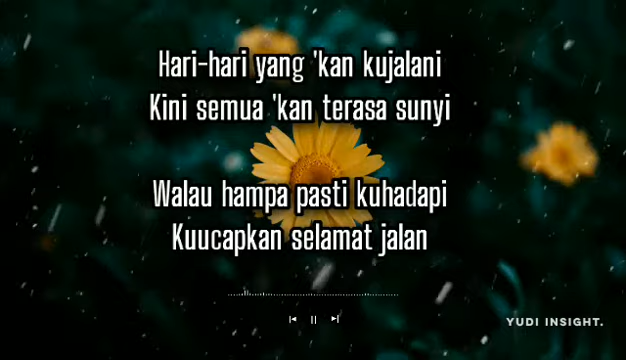 Hari-hari yang 'kan kujalani
Kini semua 'kan terasa sunyi
Walau hampa pasti kuhadapi
Kuucapkan selamat jalan
YUDI INSIGHT.